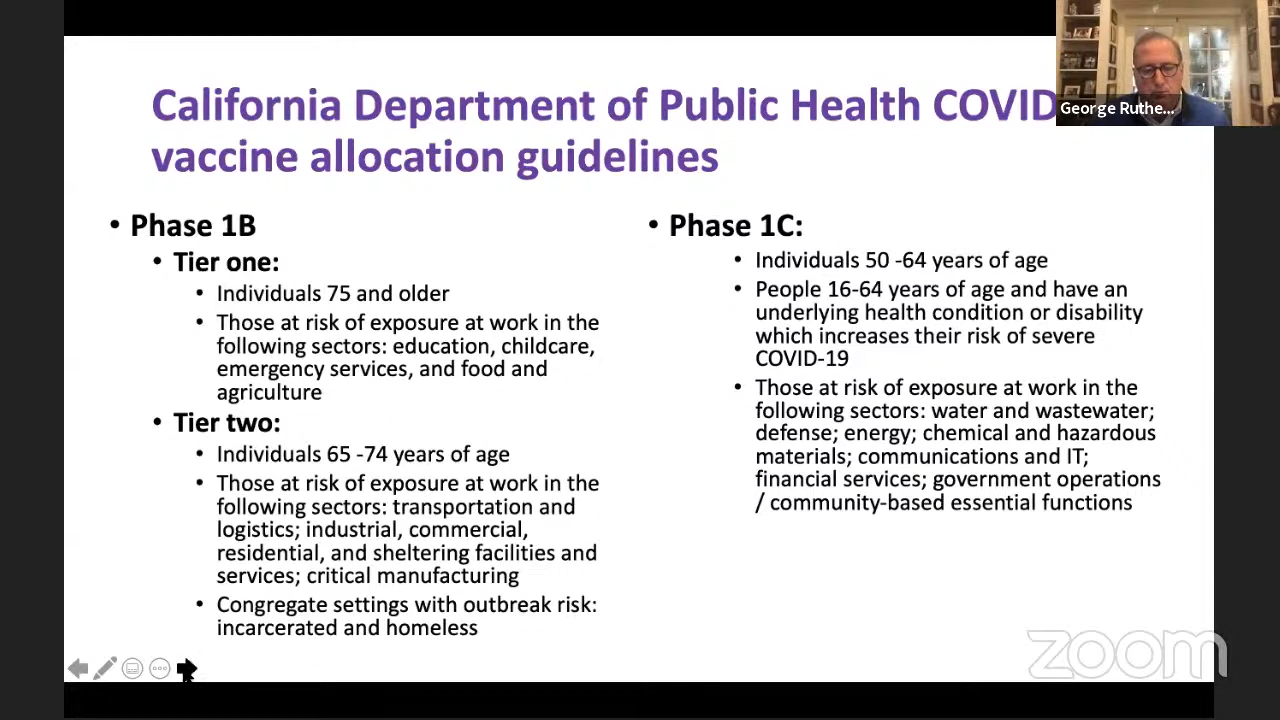 California Department of Public Health COVID
vaccine allocation guidelines
George Ruthe...
• Phase 1B
• Tier one:
• Individuals 75 and older
• Those at risk of exposure at work in the
following sectors: education, childcare,
emergency services, and food and
agriculture
• Tier two:
• Individuals 65 -74 years of age
• Those at risk of exposure at work in the
following sectors: transportation and
logistics; industrial, commercial,
residential, and sheltering facilities and
services; critical manufacturing
• Congregate settings with outbreak risk:
incarcerated and homeless
• Phase 1C:
• Individuals 50 -64 years of age
• People 16-64 years of age and have an
underlying health condition or disability
which increases their risk of severe
COVID-19
• Those at risk of exposure at work in the
following sectors: water and wastewater;
defense; energy; chemical and hazardous
materials; communications and IT;
financial services; government operations
/ community-based essential functions
zoom